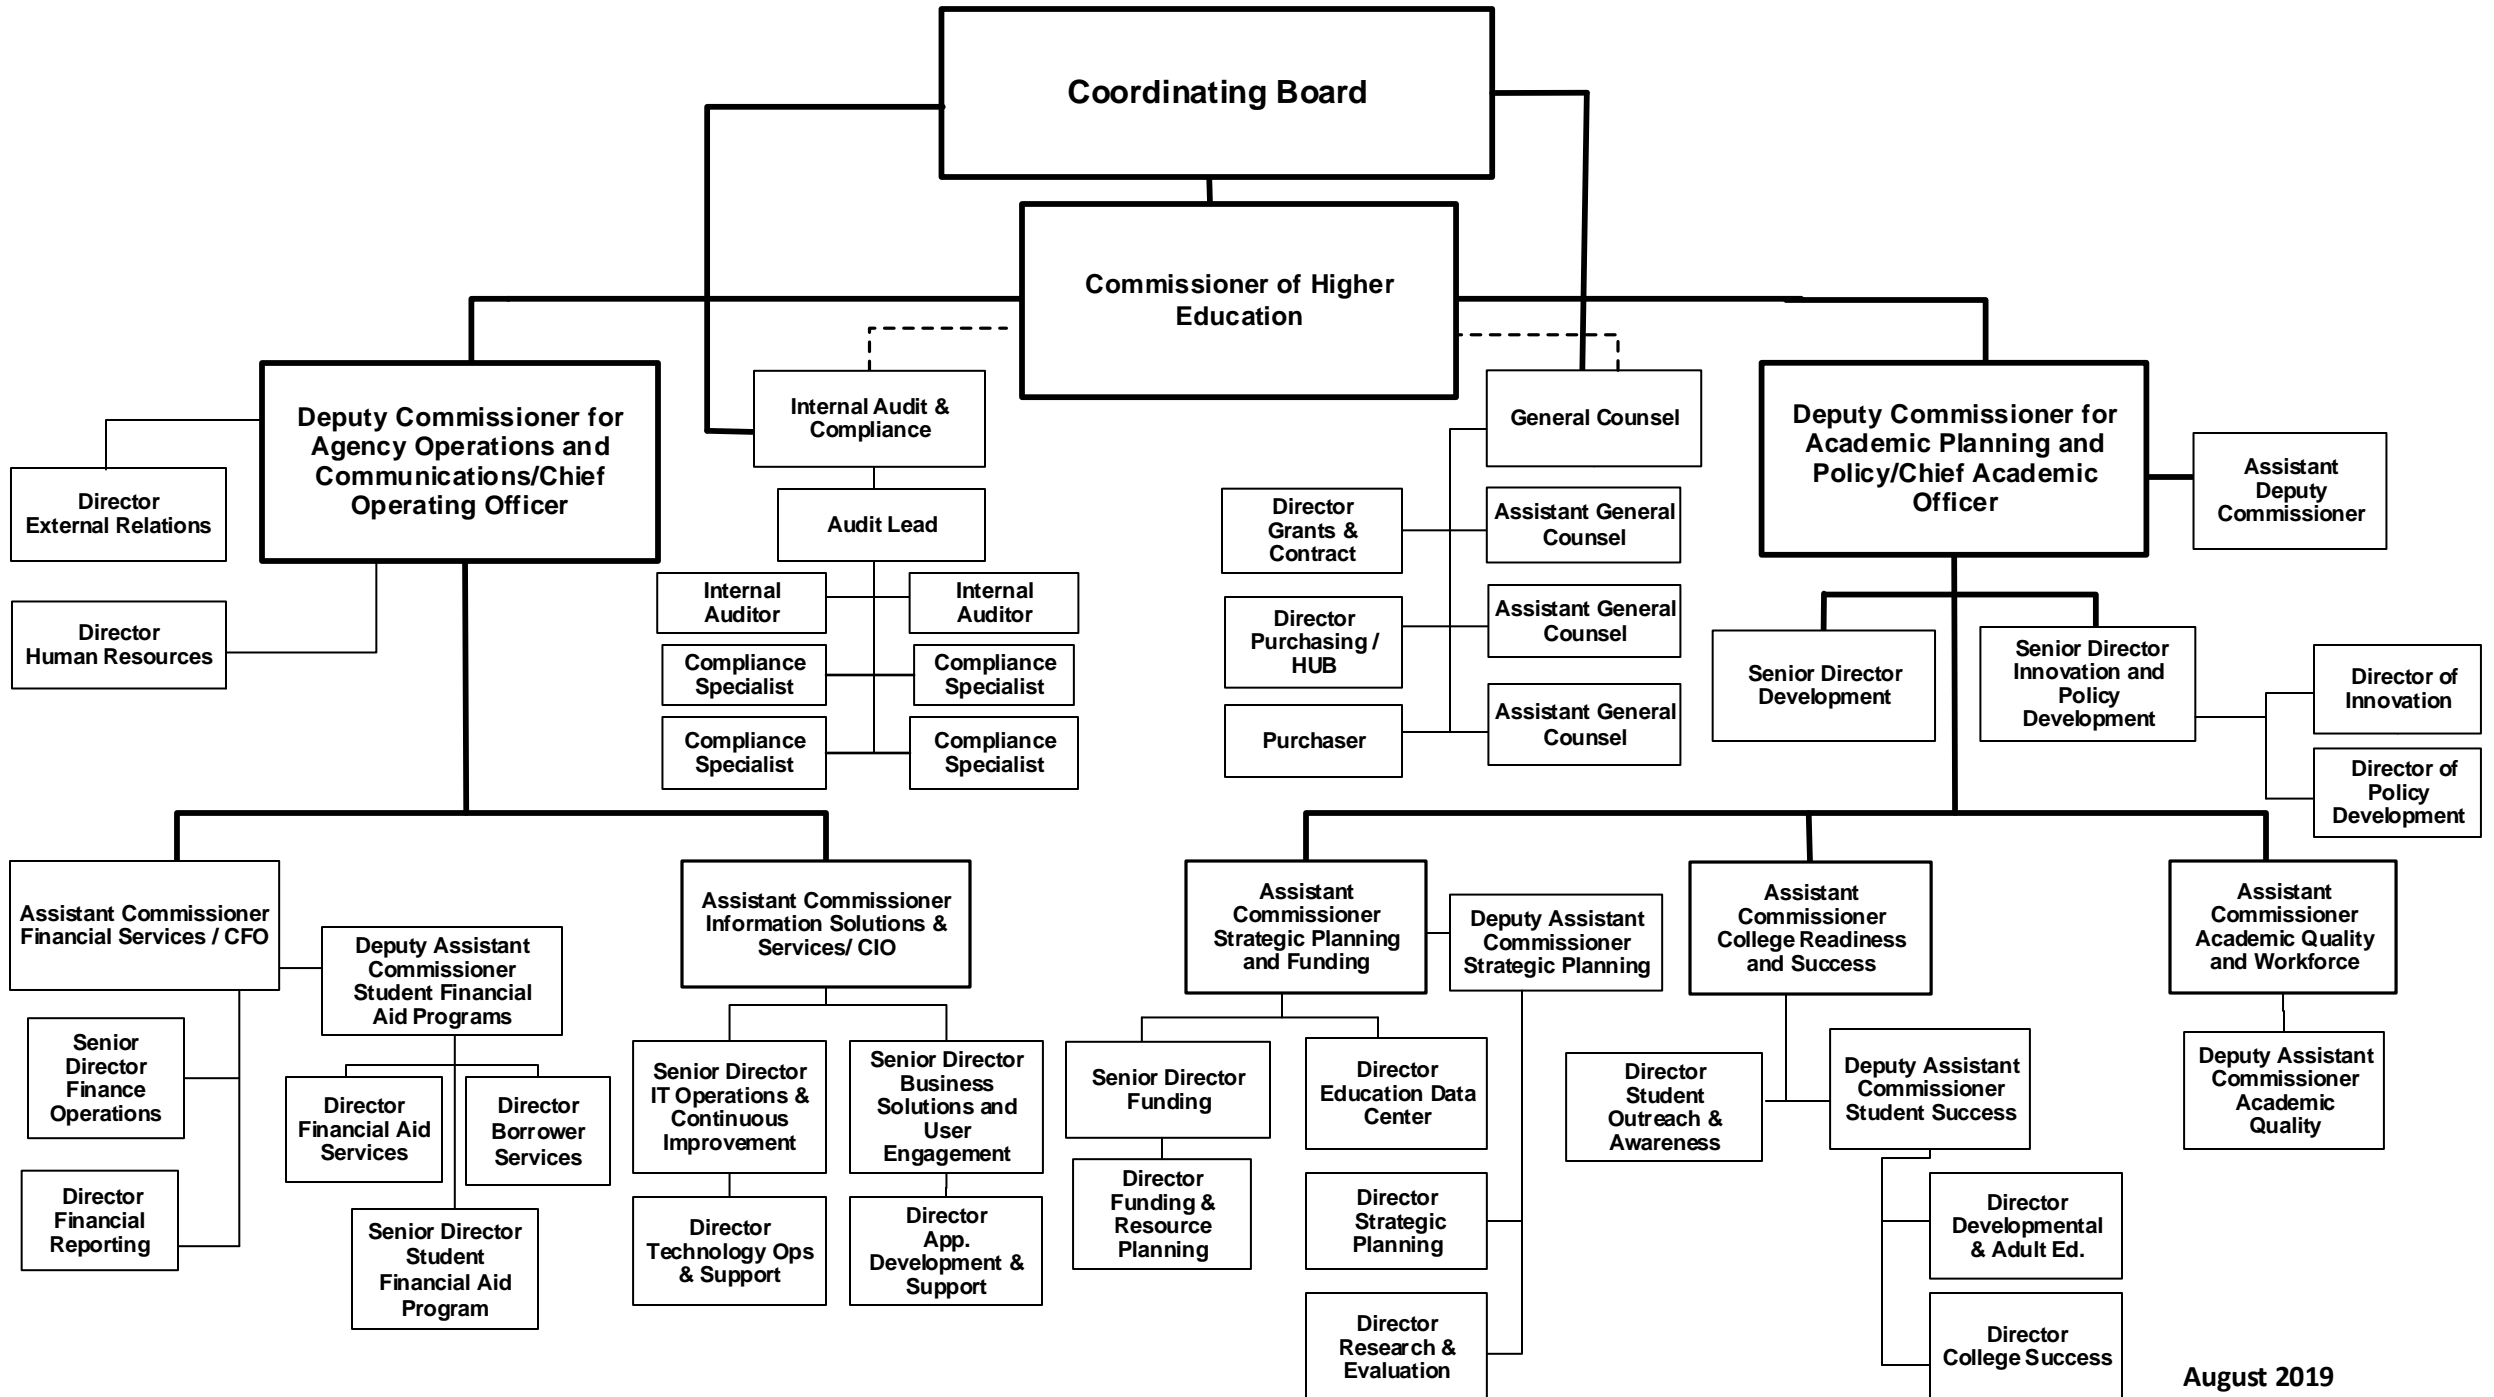 Coordinating Board
Commissioner of Higher
Education
Deputy Commissioner for
Agency Operations and
Communications/Chief
Operating Officer
Internal Audit &
Compliance
General Counsel
Deputy Commissioner for
Academic Planning and
Policy/Chief Academic
Officer
Assistant
Deputy
Commissioner
Director
External Relations
Director
Human Resources
Audit Lead
Internal
Auditor
Internal
Auditor
Compliance
Specialist
Compliance
Specialist
Compliance
Specialist
Compliance
Specialist
Director
Grants &
Contract
Assistant General
Counsel
Director
Purchasing /
HUB
Assistant General
Counsel
Purchaser
Assistant General
Counsel
Senior Director
Development
Senior Director
Innovation and
Policy
Development
Director of
Innovation
Director of
Policy
Development
Assistant Commissioner
Financial Services / CFO
Deputy Assistant
Commissioner
Student Financial
Aid Programs
Senior
Director
Finance
Operations
Director
Financial
Reporting
Director
Financial Aid
Services
Director
Borrower
Services
Senior Director
Student
Financial Aid
Program
Assistant Commissioner
Information Solutions &
Services/ CIO
Senior Director
IT Operations &
Continuous
Improvement
Senior Director
Business
Solutions and
User
Engagement
Director
Technology Ops
& Support
Director
App.
Development &
Support
Assistant
Commissioner
Strategic Planning
and Funding
Deputy Assistant
Commissioner
Strategic Planning
Senior Director
Funding
Director
Education Data
Center
Director
Funding &
Resource
Planning
Director
Strategic
Planning
Director
Research &
Evaluation
Assistant
Commissioner
College Readiness
and Success
Director
Student
Outreach &
Awareness
Deputy Assistant
Commissioner
Student Success
Director
Developmental
& Adult Ed.
Director
College Success
Assistant
Commissioner
Academic Quality
and Workforce
Deputy Assistant
Commissioner
Academic
Quality
August 2019